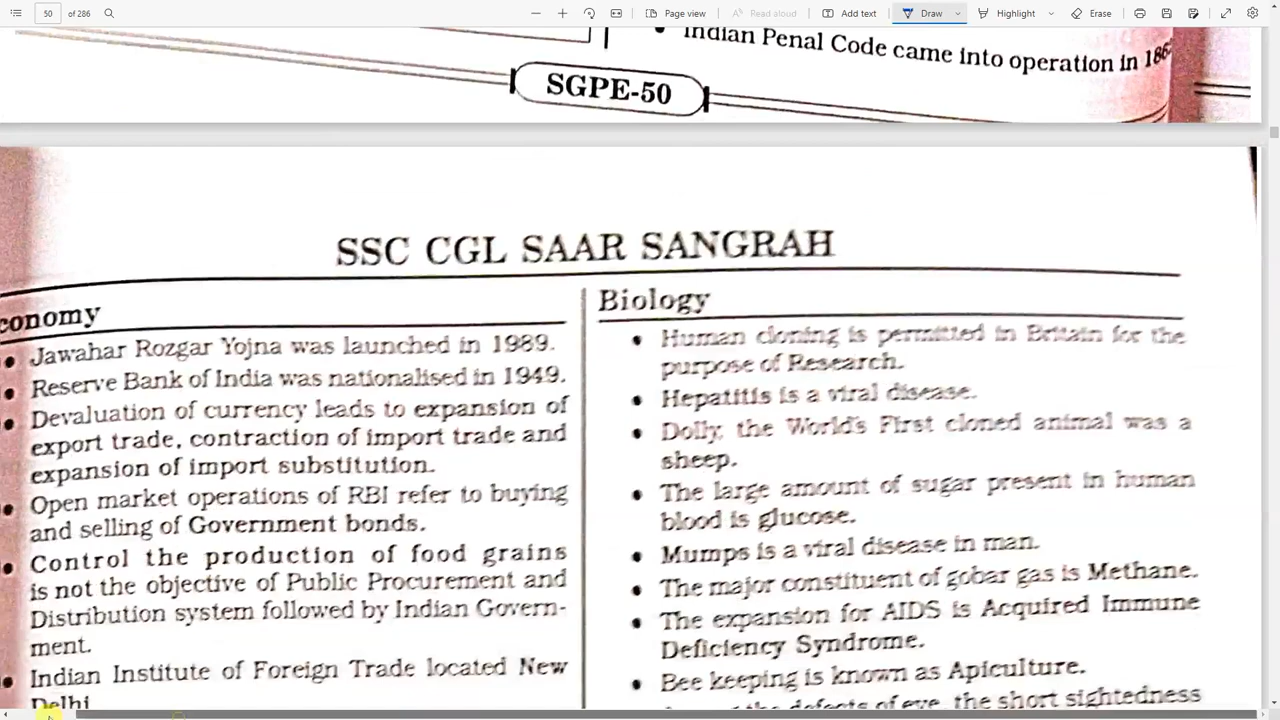 50
of 286
Page view
Read aloud
Add text
Draw
Highlight
Erase
Indian Penal Code came into operation in
SGPE-50
SSC CGL SAAR SANGRAH
conomy
Jawahar Rozgar Yojna was launched in 1989.
Reserve Bank of India was nationalised in 1949.
Devaluation of currency leads to expansion of
export trade, contraction of import trade and
expansion of import substitution.
Open market operations of RBI refer to buying
and selling of Government bonds.
Control the production of food grains
is not the objective of Public Procurement and
Distribution system followed by Indian Govern-
ment.
Indian Institute of Foreign Trade located New
Delhi
Biology
Human cloning is permitted in Britain for the
purpose of Research.
Hepatitis is a viral disease.
Dolly, the World's First cloned animal was a
sheep.
The large amount of sugar present in human
blood is glucose.
Mumps is a viral disease in man.
The major constituent of gobar gas is Methane.
The expansion for AIDS is Acquired Immune
Deficiency Syndrome.
Bee keeping is known as Apiculture.
the defects of eye, the short sightedness